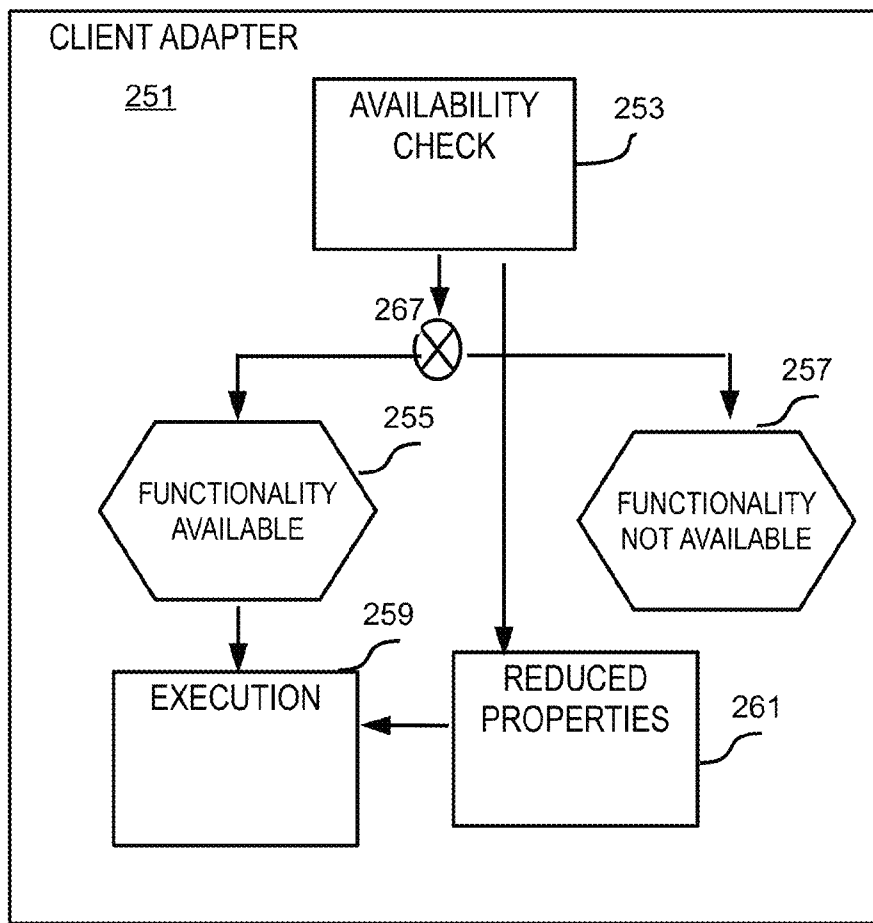 CLIENT ADAPTER
251
AVAILABILITY
CHECK
253
267
255
257
FUNCTIONALITY
AVAILABLE
FUNCTIONALITY
NOT AVAILABLE
259
EXECUTION
REDUCED
PROPERTIES
261